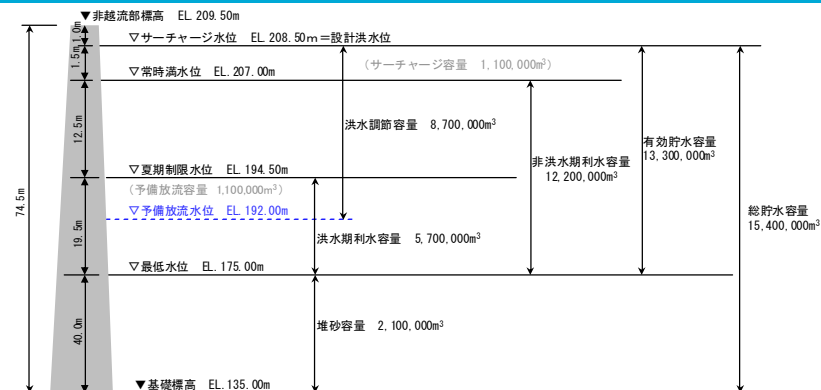 ▼非越流部標高 EL. 209.50m
1.0m
▽サーチャージ水位 EL. 208.50m＝設計洪水位
1.5m
（サーチャージ容量 1,100,000m³）
▽常時満水位 EL. 207.00m
12.5m
洪水調節容量 8,700,000m³
有効貯水容量
13,300,000m³
非洪水期利水容量
12,200,000m³
▽夏期制限水位 EL. 194.50m
（予備放流容量 1,100,000m³）
74.5m
▽予備放流水位 EL. 192.00m
総貯水容量
15,400,000m³
19.5m
洪水期利水容量 5,700,000m³
▽最低水位 EL. 175.00m
40.0m
堆砂容量 2,100,000m³
▼基礎標高 EL. 135.00m